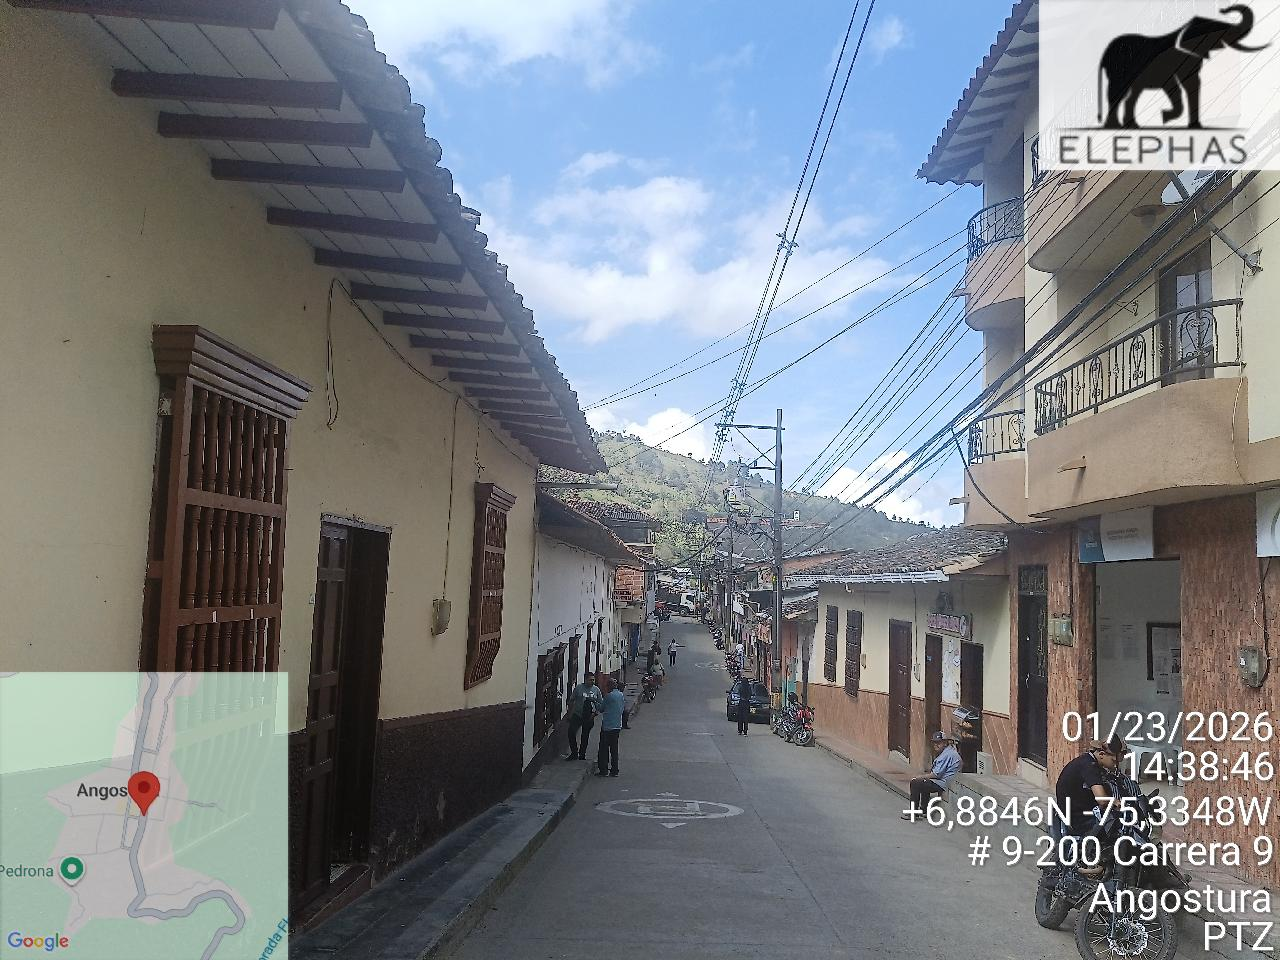 ELEPHAS
01/23/2026
14:38:46
+6,8846N -75,3348W
# 9-200 Carrera 9
Angostura
PTZ
Angos
Pedrona
Google